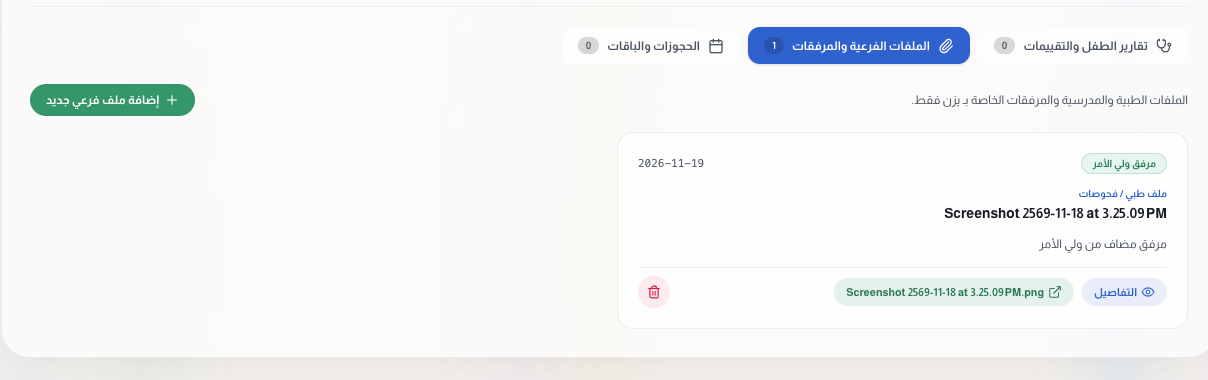 تقارير الطفل والتقييمات 0
الملفات الفرعية والمرفقات 1
الحجوزات والباقات 0
الملفات الطبية والمدرسية والمرفقات الخاصة بـ يزن فقط.
إضافة ملف فرعي جديد
مرفق ولي الأمر
2026-11-19
ملف طبي / فحوصات
Screenshot 2569-11-18 at 3.25.09 PM
مرفق مضاف من ولي الأمر
التفاصيل
Screenshot 2569-11-18 at 3.25.09 PM.png